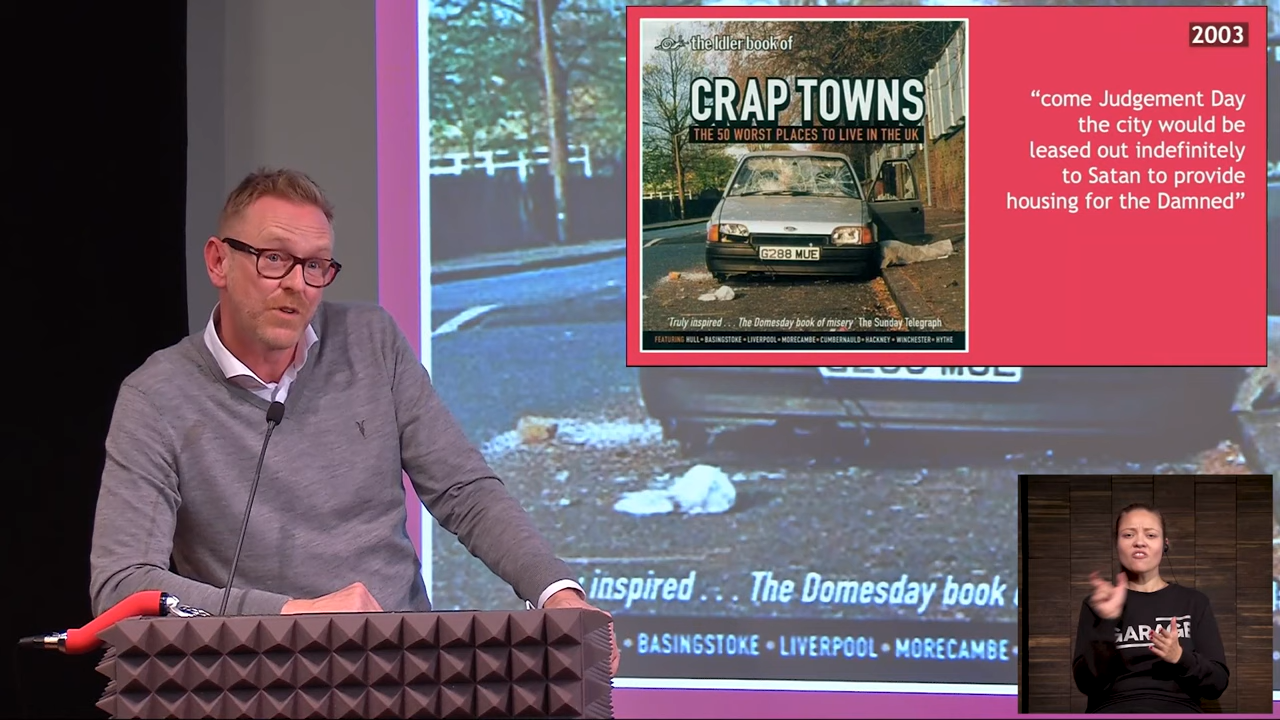 2003
the Idler book of
CRAP TOWNS
THE 50 WORST PLACES TO LIVE IN THE UK
G288 MUE
'Truly inspired . . . The Domesday book of misery' The Sunday Telegraph
FEATURING HULL • BASINGSTOKE • LIVERPOOL • MORECAMBE • CUMBERNAULD • HACKNEY • WINCHESTER • HYTHE
“come Judgement Day
the city would be
leased out indefinitely
to Satan to provide
housing for the Damned”
G288 MUE
inspired . . . The Domesday book
• BASINGSTOKE • LIVERPOOL • MORECAMBE
GARAGE